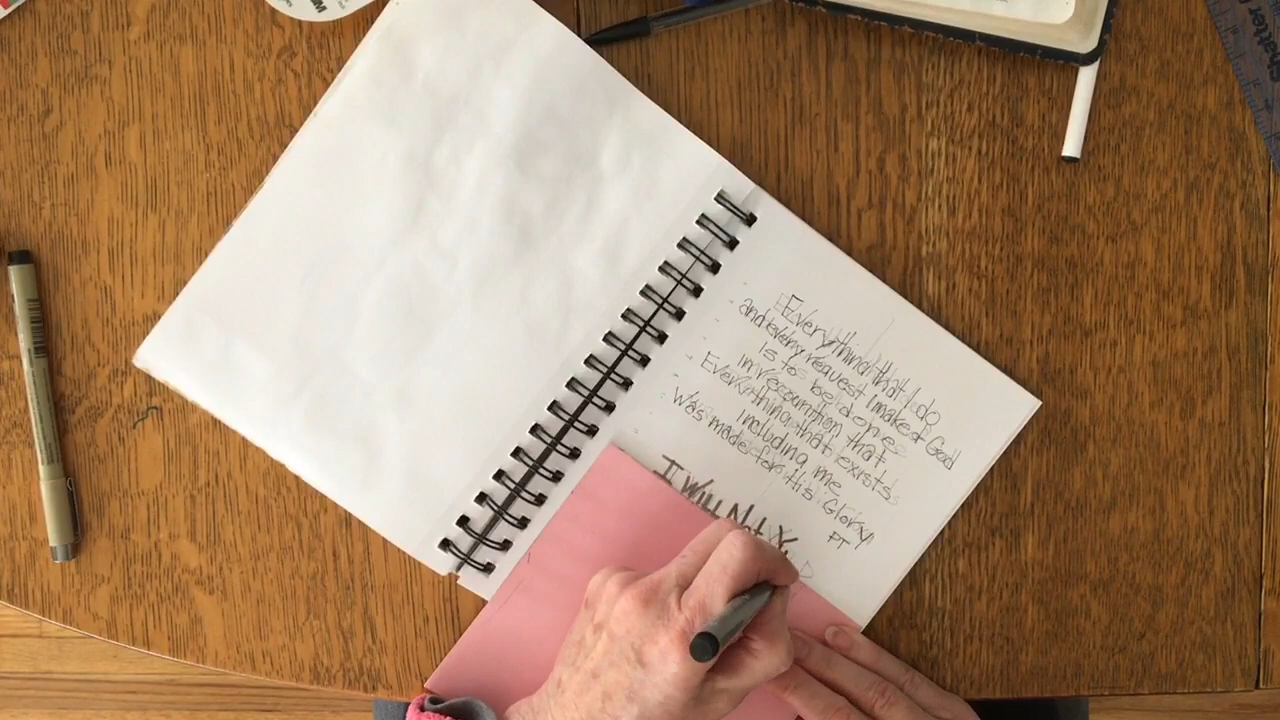 Everything that I do
and every request I make of God
is to be done
in recognition that
Everything that exists
including me
was made for His Glory!
PT
I Will Not
3M